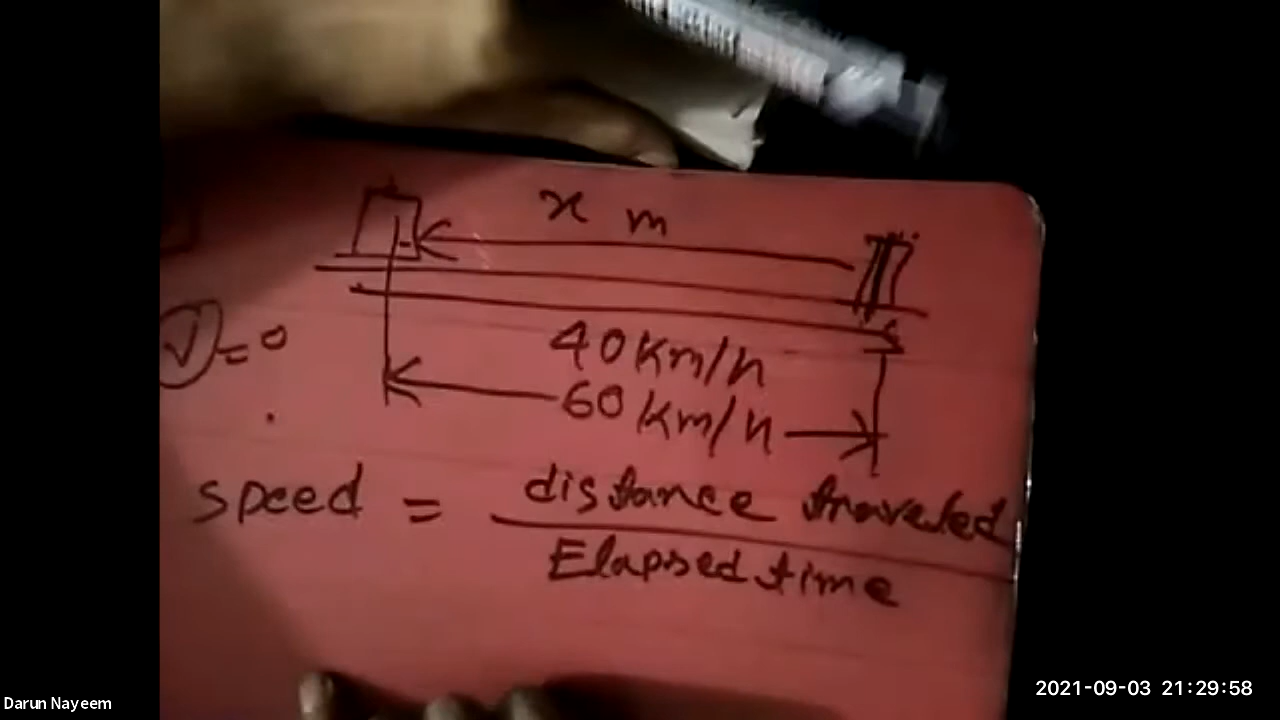 x m
40 Km/h
V = 0
60 Km/h
speed = distance traveled
Elapsed time
Darun Nayeem
2021-09-03 21:29:58